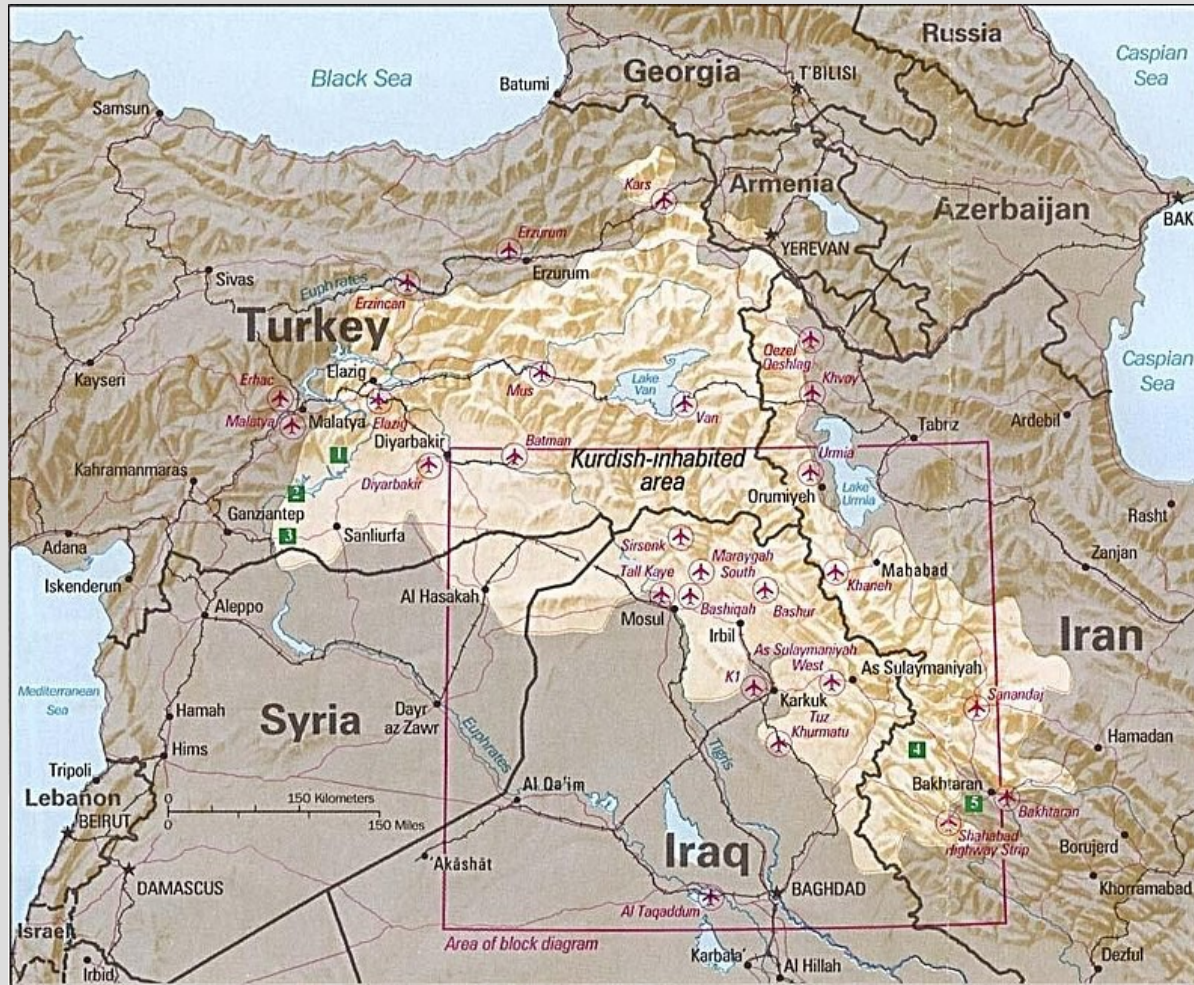 Russia
Caspian
Sea
Georgia
T'BILISI
Black Sea
Batumi
Samsun
Kars
Armenia
Azerbaijan
BAK
YEREVAN
Erzurum
Erzurum
Sivas
Euphrates
Erzincan
Turkey
Qezel
Qeshlag
Caspian
Sea
Kayseri
Elazig
Erhac
Mus
Lake
Van
Khvoy
Van
Malatya
Malatya
Elazig
Ardebil
Tabriz
Diyarbakir
Batman
Kurdish-inhabited
area
Urmia
1
Diyarbakir
Kahramanmaras
2
Orumiyeh
Lake
Urmia
Ganziantep
Sanliurfa
3
Rasht
Adana
Iskenderun
Sirsenk
Maraygah
South
Zanjan
Mahabad
Khaneh
Tall Kaye
Al Hasakah
Bashiqah
Bashur
Aleppo
Mosul
Irbil
Iran
As Sulaymaniyah
West
As Sulaymaniyah
K1
Karkuk
Sanandaj
Mediterranean
Sea
Hamah
Syria
Dayr
az Zawr
Euphrates
Tuz
Khurmatu
Tigris
Hamadan
Hims
4
Tripoli
Al Qa'im
Bakhtaran
Lebanon
150 Kilometers
0
150 Miles
5
Bakhtaran
BEIRUT
Shahabad
Highway Strip
Borujerd
Iraq
'Akāshāt
DAMASCUS
BAGHDAD
Khorramabad
Al Taqaddum
Israel
Area of block diagram
Karbala'
Al Hillah
Dezful
Irbid